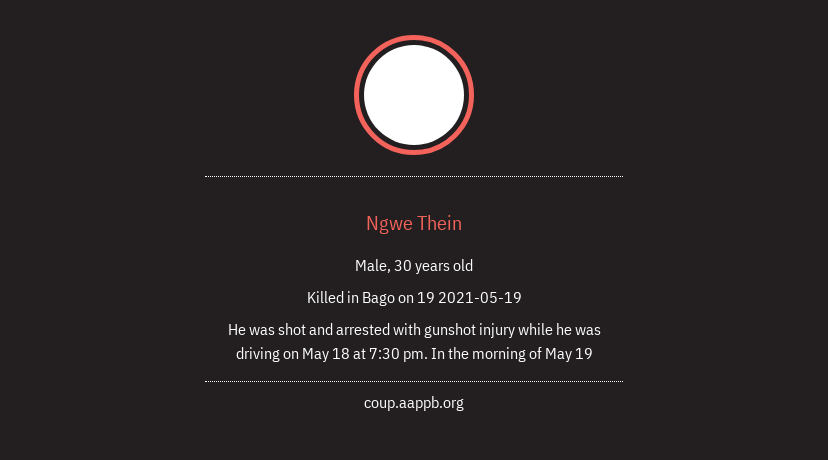 Ngwe Thein
Male, 30 years old
Killed in Bago on 19 2021-05-19
He was shot and arrested with gunshot injury while he was
driving on May 18 at 7:30 pm. In the morning of May 19
coup.aappb.org